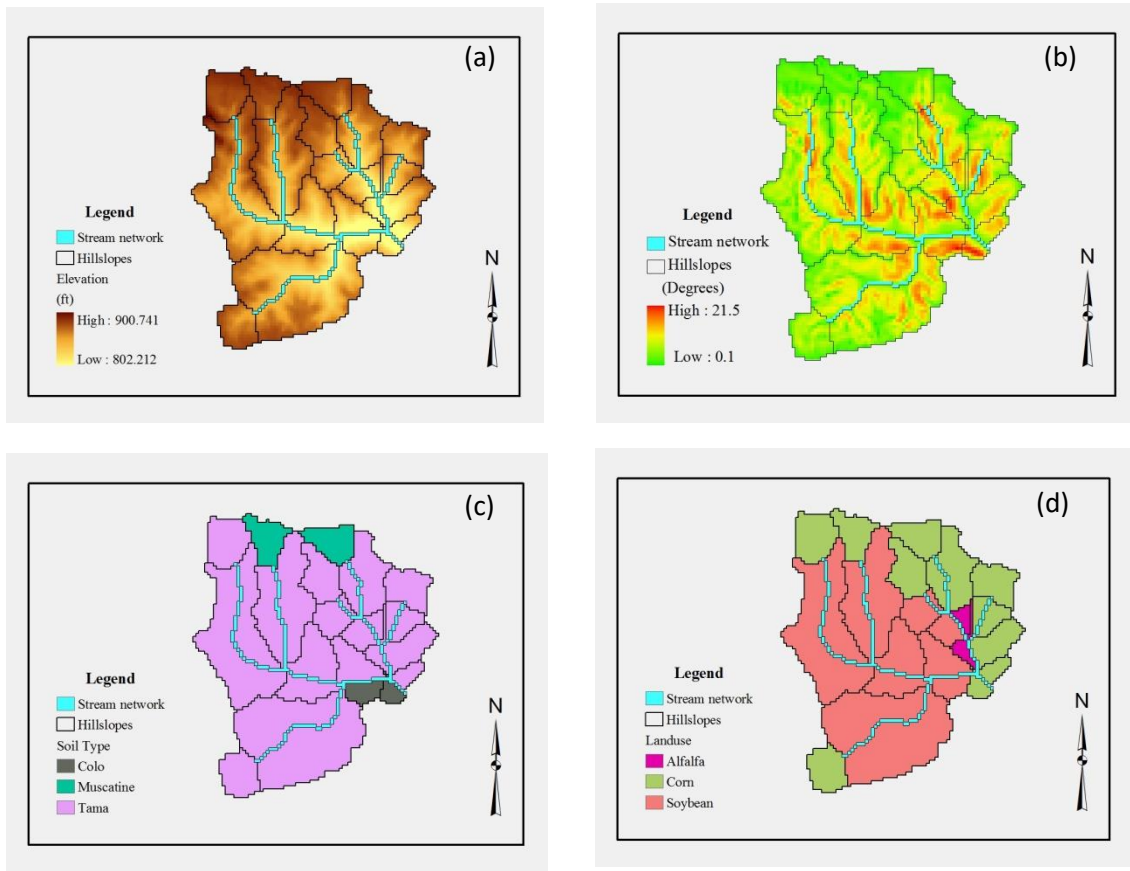 (a)
N
Legend
Stream network
Hillslopes
Elevation
(ft)
High : 900.741
Low : 802.212
(b)
N
Legend
Stream network
Hillslopes
(Degrees)
High : 21.5
Low : 0.1
(c)
N
Legend
Stream network
Hillslopes
Soil Type
Colo
Muscatine
Tama
(d)
N
Legend
Stream network
Hillslopes
Landuse
Alfalfa
Corn
Soybean